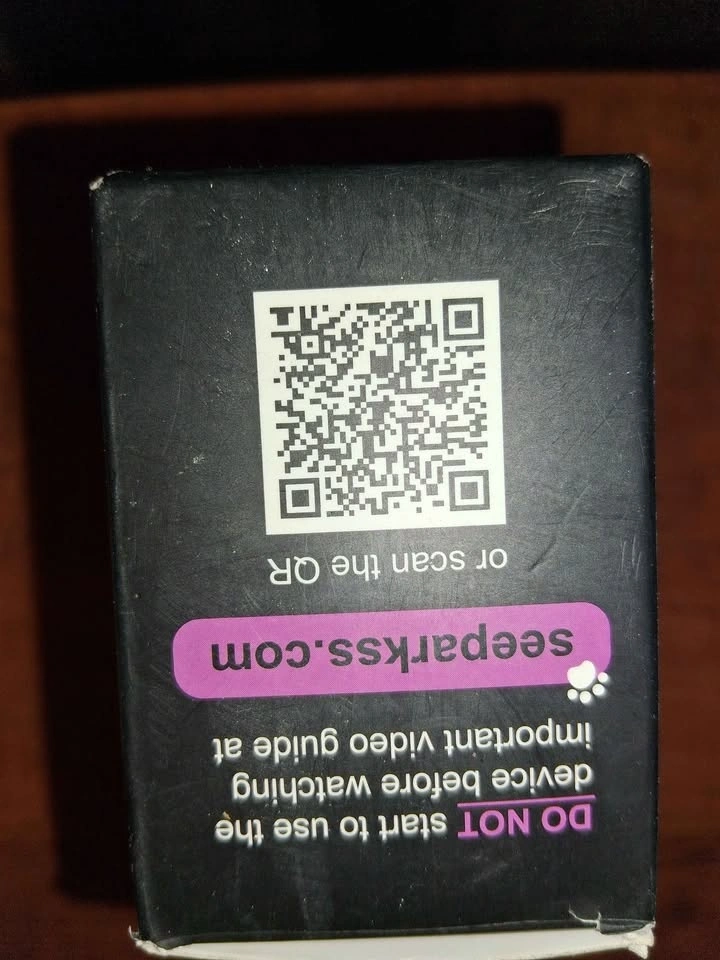 DO NOT start to use the
device before watching
important video guide at
seeparkss.com
or scan the QR